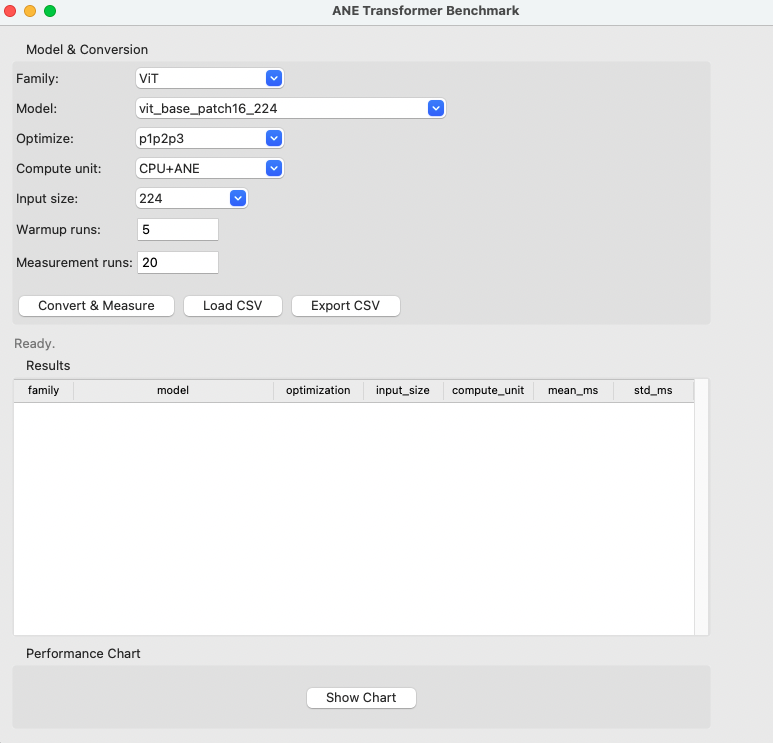 ANE Transformer Benchmark
Model & Conversion
Family: ViT
Model: vit_base_patch16_224
Optimize: p1p2p3
Compute unit: CPU+ANE
Input size: 224
Warmup runs: 5
Measurement runs: 20
Convert & Measure Load CSV Export CSV
Ready.
Results
family model optimization input_size compute_unit mean_ms std_ms
Performance Chart
Show Chart